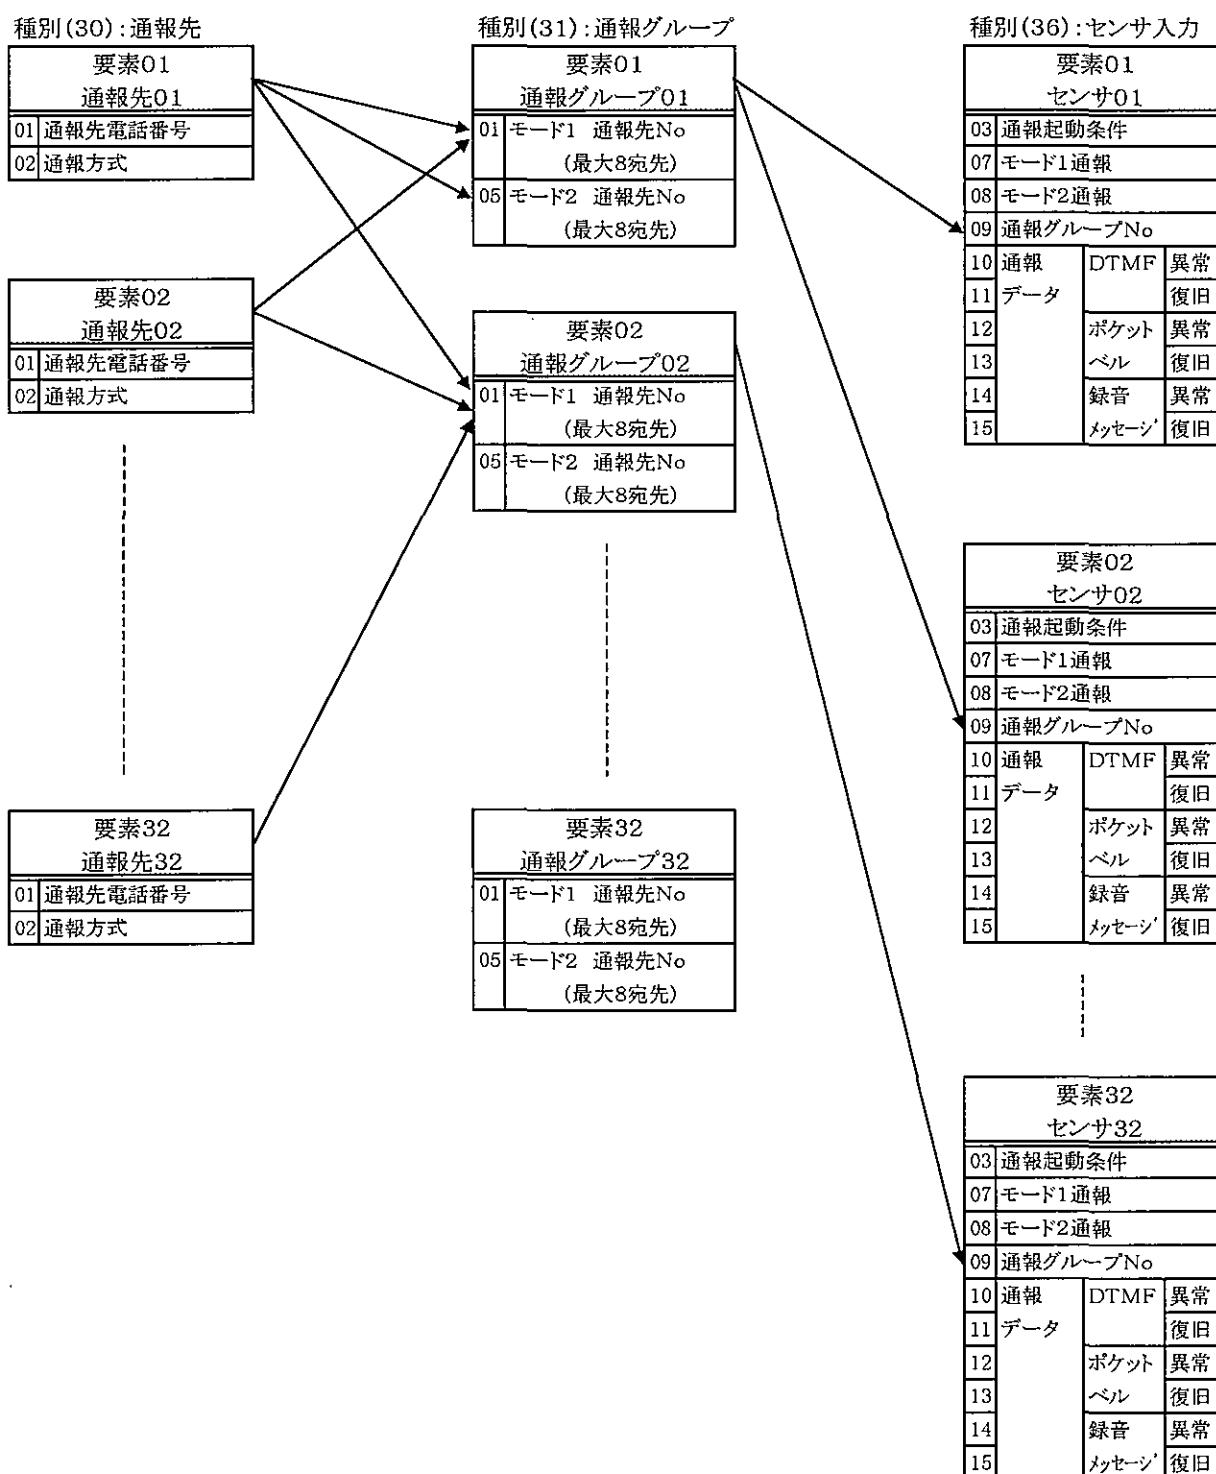 種別(30):通報先
要素01
通報先01
01 通報先電話番号
02 通報方式
要素02
通報先02
01 通報先電話番号
02 通報方式
要素32
通報先32
01 通報先電話番号
02 通報方式
種別(31):通報グループ
要素01
通報グループ01
01 モード1 通報先No
(最大8宛先)
05 モード2 通報先No
(最大8宛先)
要素02
通報グループ02
01 モード1 通報先No
(最大8宛先)
05 モード2 通報先No
(最大8宛先)
要素32
通報グループ32
01 モード1 通報先No
(最大8宛先)
05 モード2 通報先No
(最大8宛先)
種別(36):センサ入力
要素01
センサ01
03 通報起動条件
07 モード1通報
08 モード2通報
09 通報グループNo
10 通報 DTMF 異常
11 データ 復旧
12 ポケット 異常
13 ベル 復旧
14 録音 異常
15 メッセージ 復旧
要素02
センサ02
03 通報起動条件
07 モード1通報
08 モード2通報
09 通報グループNo
10 通報 DTMF 異常
11 データ 復旧
12 ポケット 異常
13 ベル 復旧
14 録音 異常
15 メッセージ 復旧
要素32
センサ32
03 通報起動条件
07 モード1通報
08 モード2通報
09 通報グループNo
10 通報 DTMF 異常
11 データ 復旧
12 ポケット 異常
13 ベル 復旧
14 録音 異常
15 メッセージ 復旧